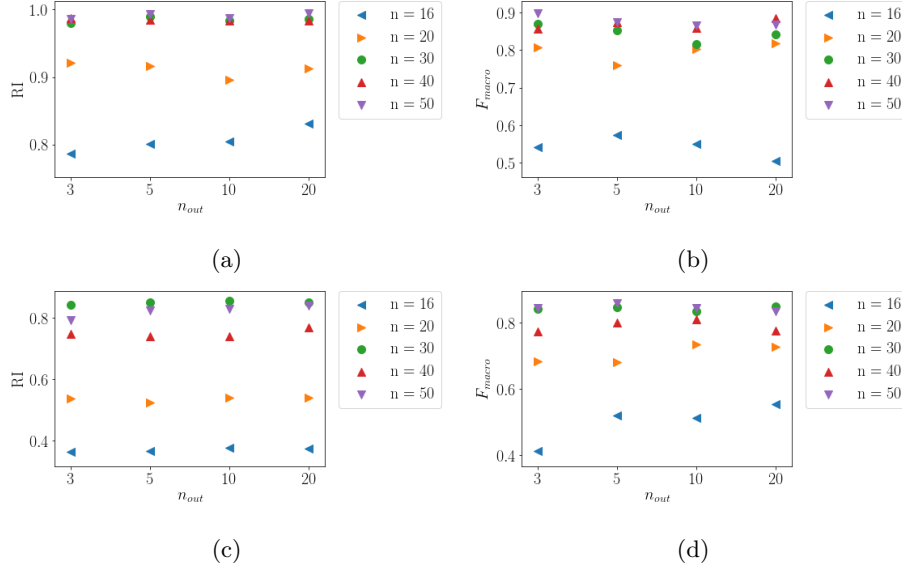 1.0
0.9
0.8
RI
3
5
10
20
n_out
n = 16
n = 20
n = 30
n = 40
n = 50
(a)
0.9
0.8
0.7
0.6
0.5
F_macro
3
5
10
20
n_out
n = 16
n = 20
n = 30
n = 40
n = 50
(b)
0.8
0.6
0.4
RI
3
5
10
20
n_out
n = 16
n = 20
n = 30
n = 40
n = 50
(c)
0.8
0.6
0.4
F_macro
3
5
10
20
n_out
n = 16
n = 20
n = 30
n = 40
n = 50
(d)